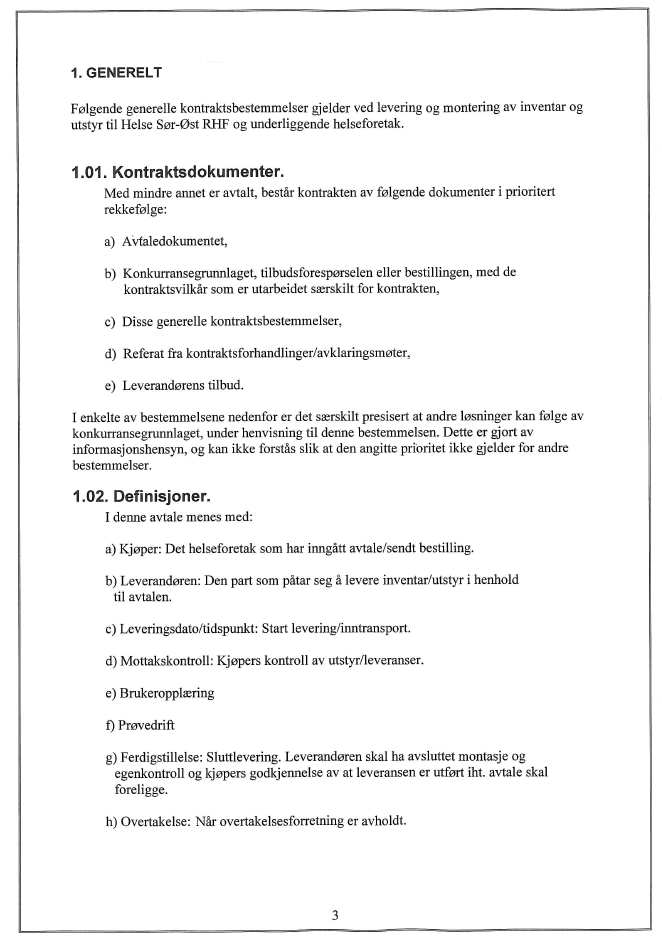 1. GENERELT
Følgende generelle kontraktsbestemmelser gjelder ved levering og montering av inventar og
utstyr til Helse Sør-Øst RHF og underliggende helseforetak.
1.01. Kontraktsdokumenter.
Med mindre annet er avtalt, består kontrakten av følgende dokumenter i prioritert
rekkefølge:
a) Avtaledokumentet,
b) Konkurransegrunnlaget, tilbudsforespørselen eller bestillingen, med de
kontraktsvilkår som er utarbeidet særskilt for kontrakten,
c) Disse generelle kontraktsbestemmelser,
d) Referat fra kontraktsforhandlinger/avklaringsmøter,
e) Leverandørens tilbud.
I enkelte av bestemmelsene nedenfor er det særskilt presisert at andre løsninger kan følge av
konkurransegrunnlaget, under henvisning til denne bestemmelsen. Dette er gjort av
informasjonshensyn, og kan ikke forstås slik at den angitte prioritet ikke gjelder for andre
bestemmelser.
1.02. Definisjoner.
I denne avtale menes med:
a) Kjøper: Det helseforetak som har inngått avtale/sendt bestilling.
b) Leverandøren: Den part som påtar seg å levere inventar/utstyr i henhold
til avtalen.
c) Leveringsdato/tidspunkt: Start levering/inntransport.
d) Mottakskontroll: Kjøpers kontroll av utstyr/leveranser.
e) Brukeropplæring
f) Prøvedrift
g) Ferdigstillelse: Sluttlevering. Leverandøren skal ha avsluttet montasje og
egenkontroll og kjøpers godkjennelse av at leveransen er utført iht. avtale skal
foreligge.
h) Overtakelse: Når overtakelsesforretning er avholdt.
3